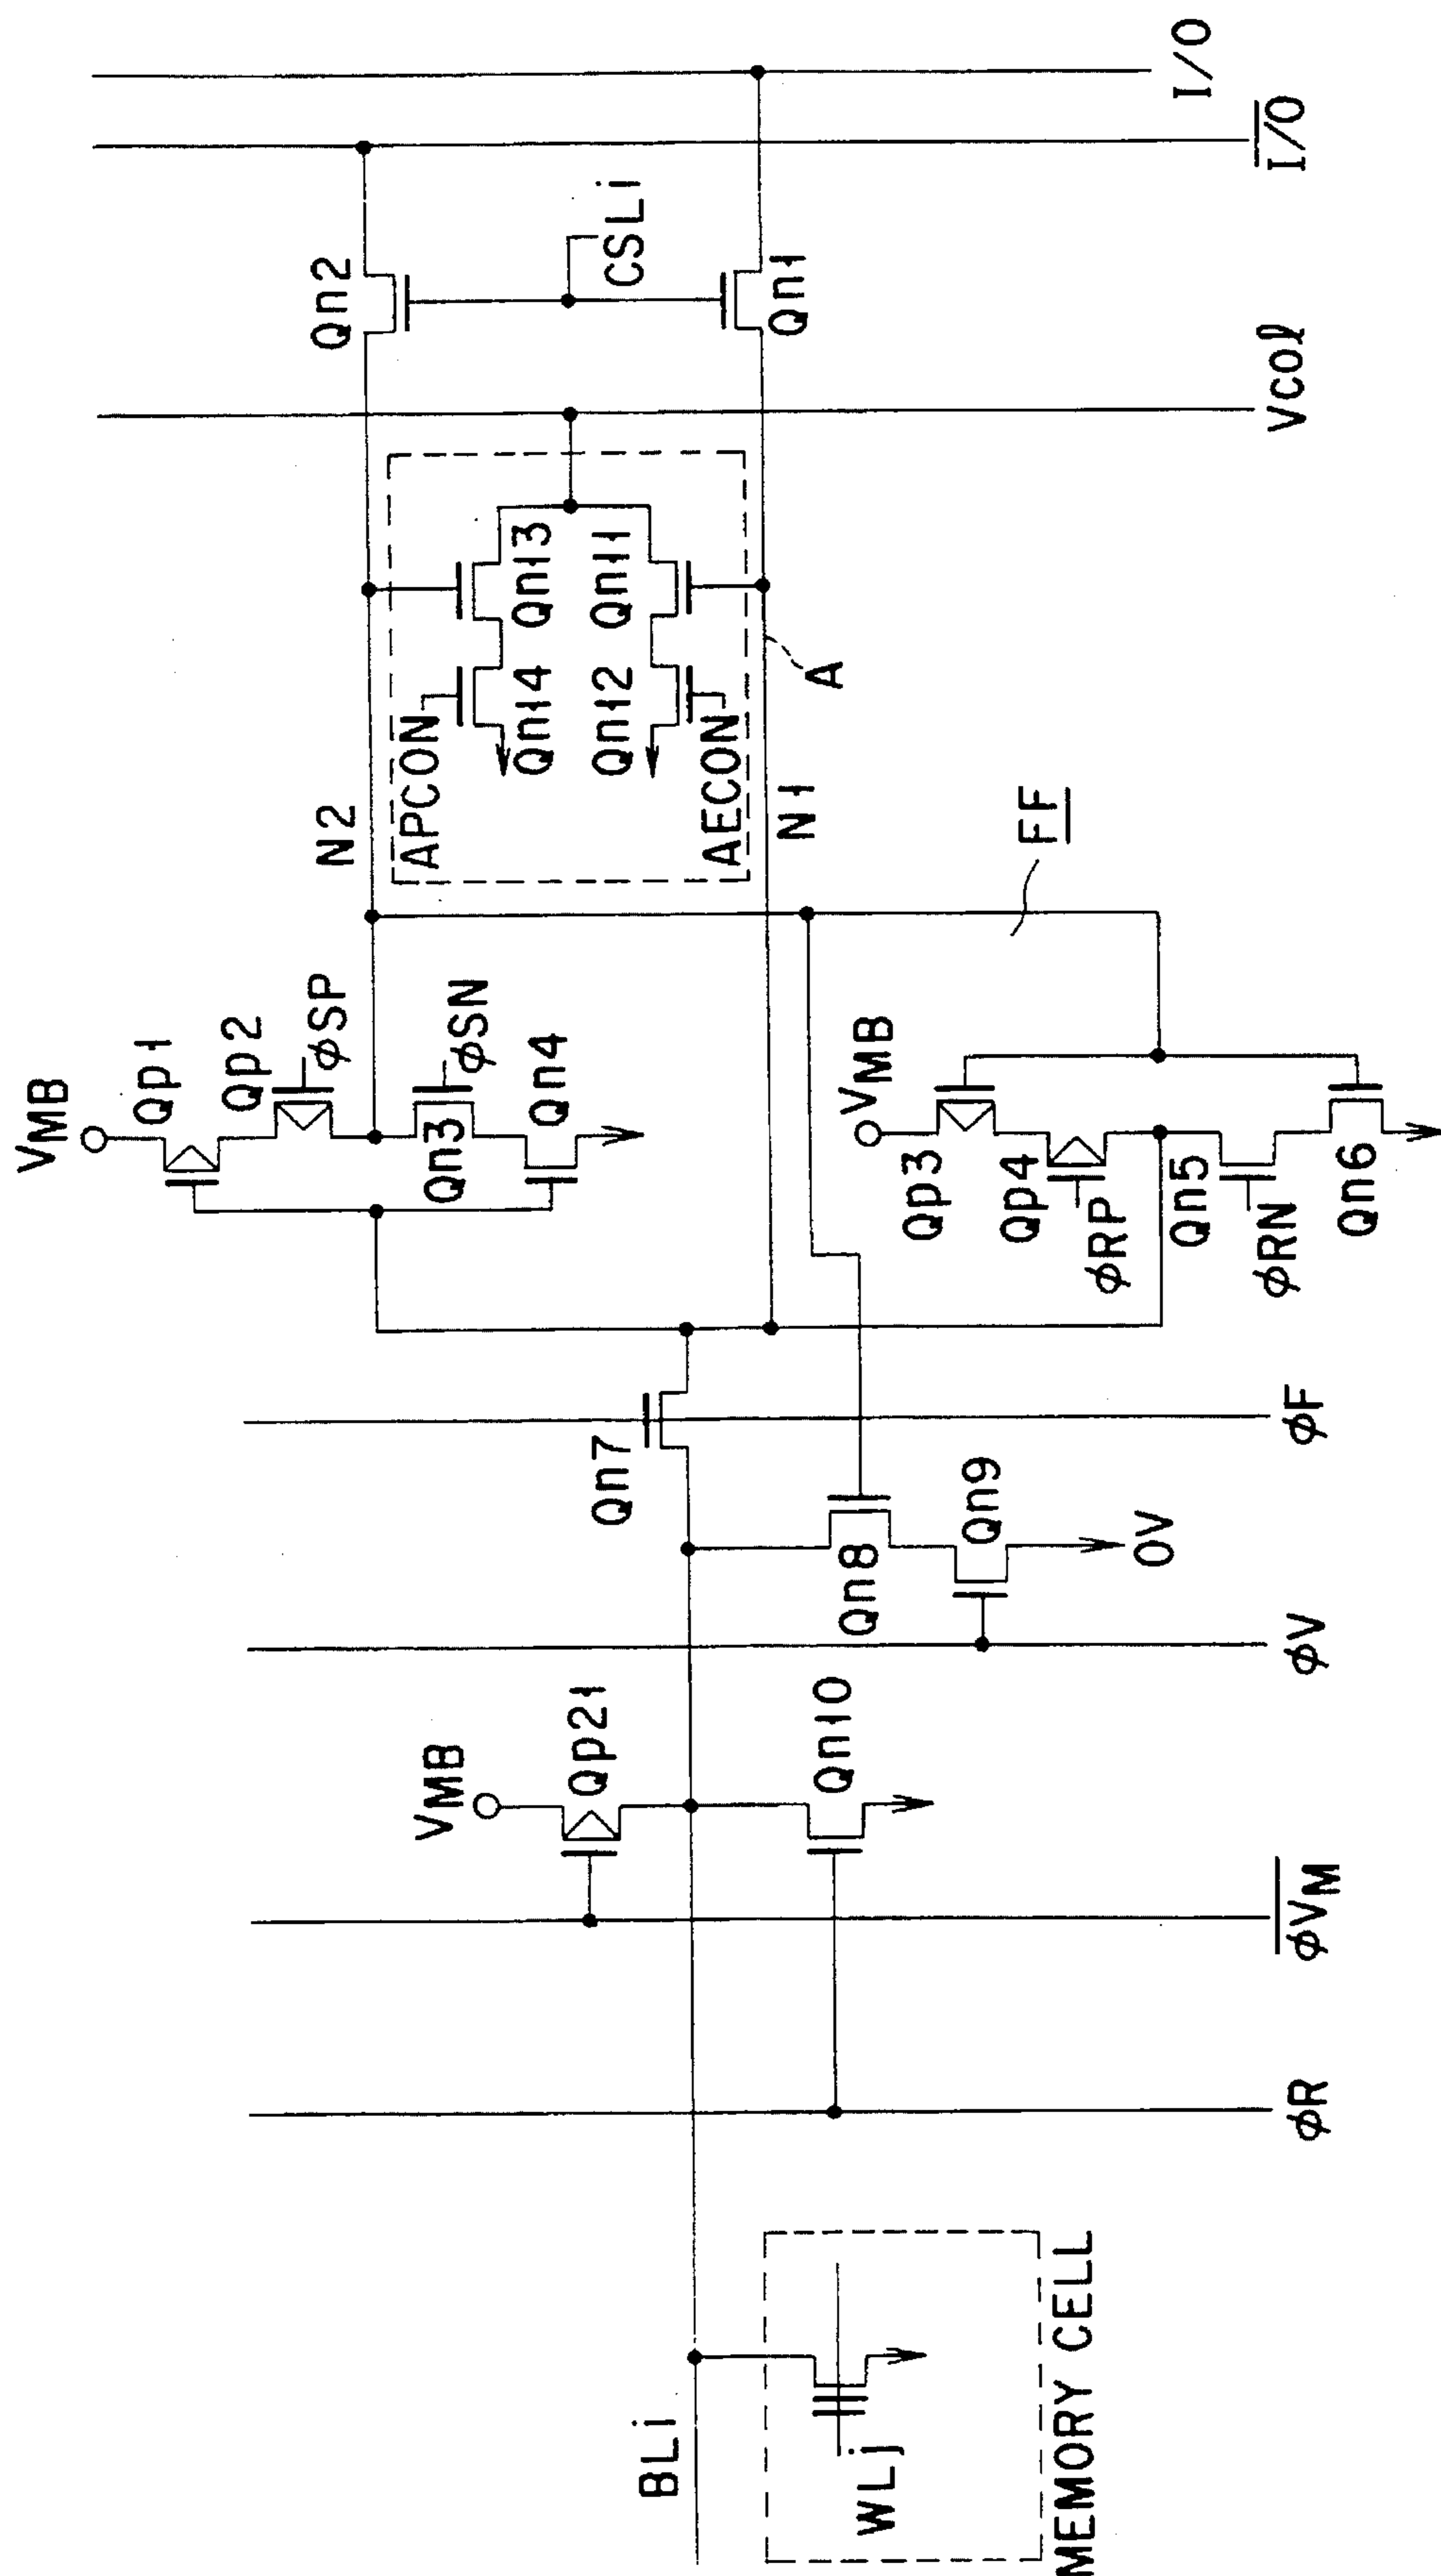 VMB
Qp1
Qp2
φSP
Qn3
φSN
Qn4
N2
APCON
Qn14
Qn13
Qn12
Qn11
AECON
N1
A
Vcol
Qn2
CSLi
Qn1
I/O
I/O
FF
VMB
Qp3
Qp4
φRP
Qn5
φRN
Qn6
Qn7
φF
Qn8
Qn9
0V
φV
VMB
Qp21
Qn10
φVM
φR
BLi
WLj
MEMORY CELL